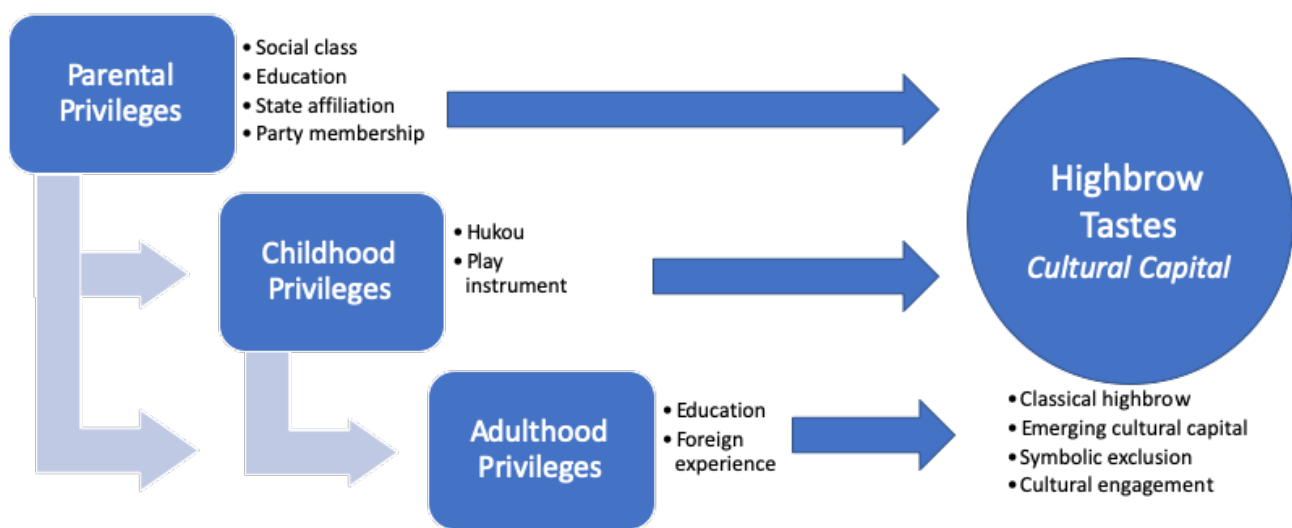 Parental
Privileges
• Social class
• Education
• State affiliation
• Party membership
Childhood
Privileges
• Hukou
• Play
instrument
Adulthood
Privileges
• Education
• Foreign
experience
Highbrow
Tastes
Cultural Capital
• Classical highbrow
• Emerging cultural capital
• Symbolic exclusion
• Cultural engagement